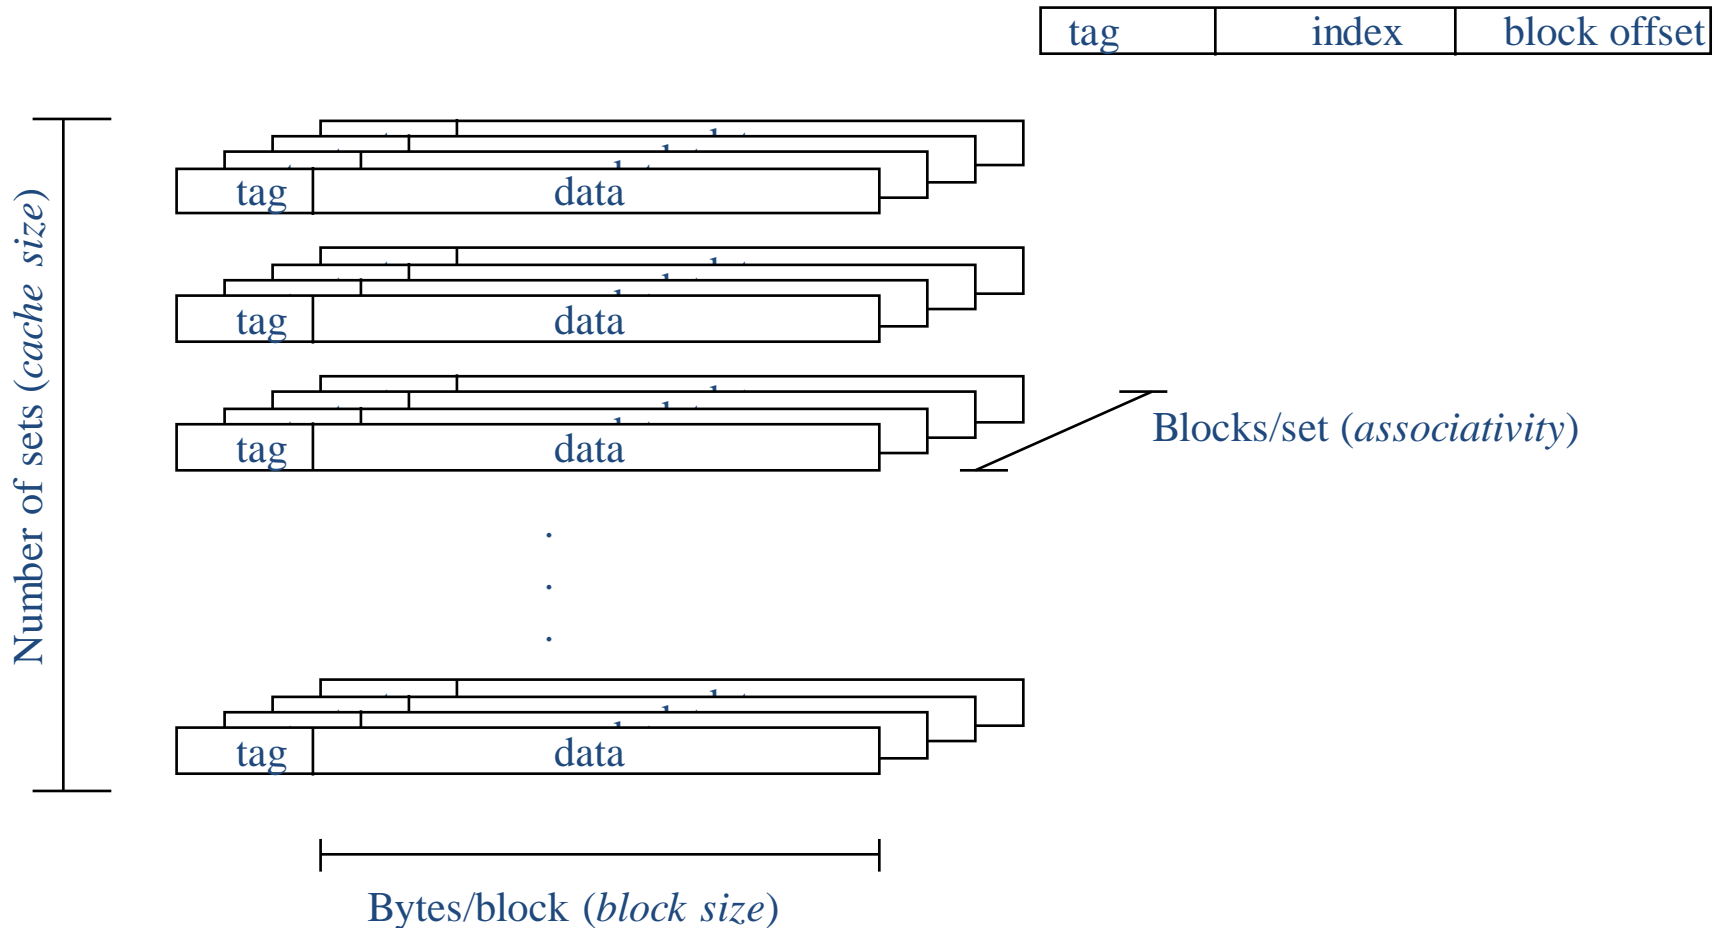 tag index block offset
tag data
tag data
tag data
tag data
Number of sets (cache size)
Blocks/set (associativity)
.
.
.
Bytes/block (block size)